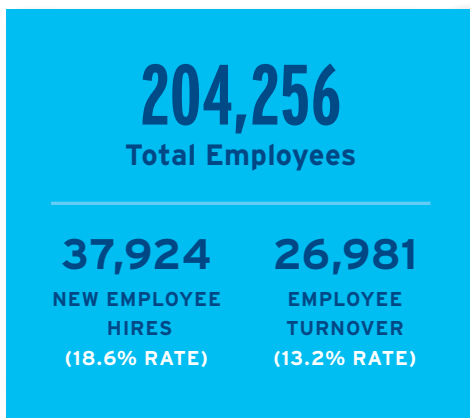 204,256
Total Employees
37,924
NEW EMPLOYEE
HIRES
(18.6% RATE)
26,981
EMPLOYEE
TURNOVER
(13.2% RATE)